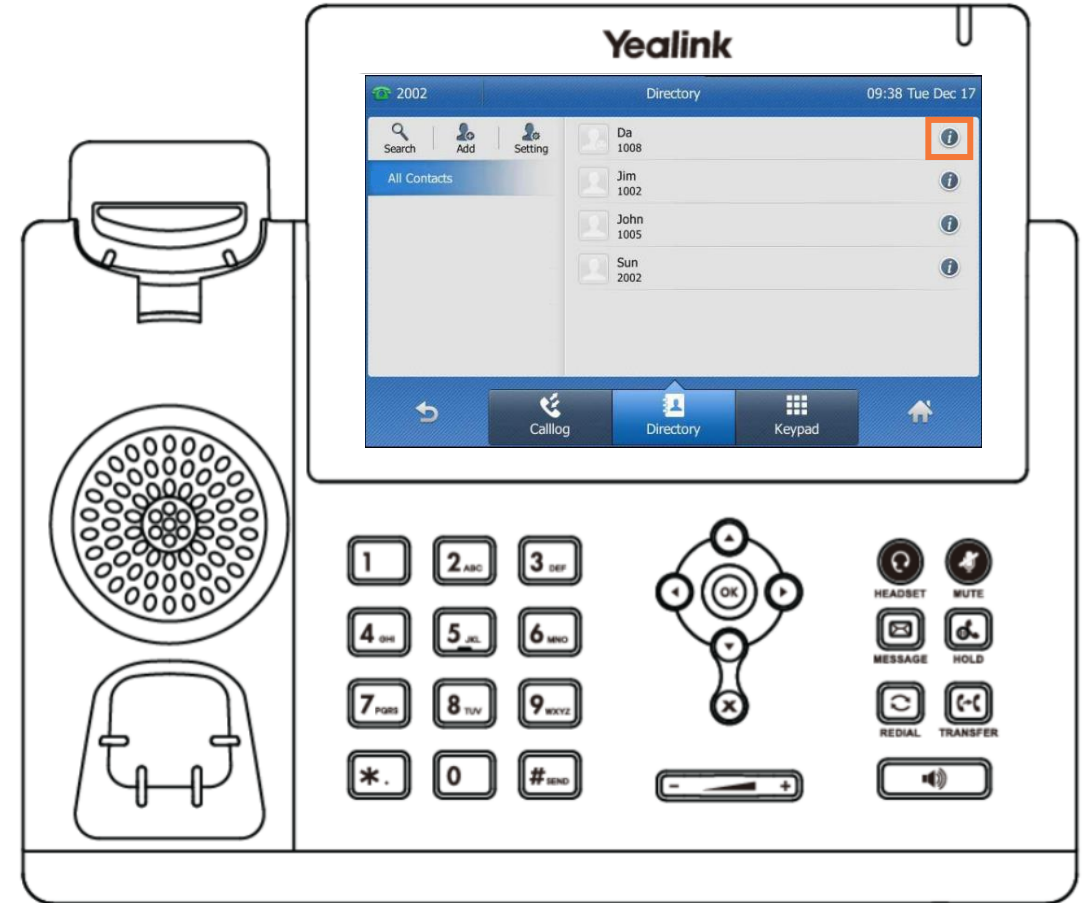 Yealink
2002 Directory 09:38 Tue Dec 17
Search Add Setting
All Contacts
Da
1008
Jim
1002
John
1005
Sun
2002
Calllog Directory Keypad
1 2 ABC 3 DEF
4 GHI 5 JKL 6 MNO
7 PQRS 8 TUV 9 WXYZ
* . 0 # SEND
OK
HEADSET MUTE
MESSAGE HOLD
REDIAL TRANSFER
- +